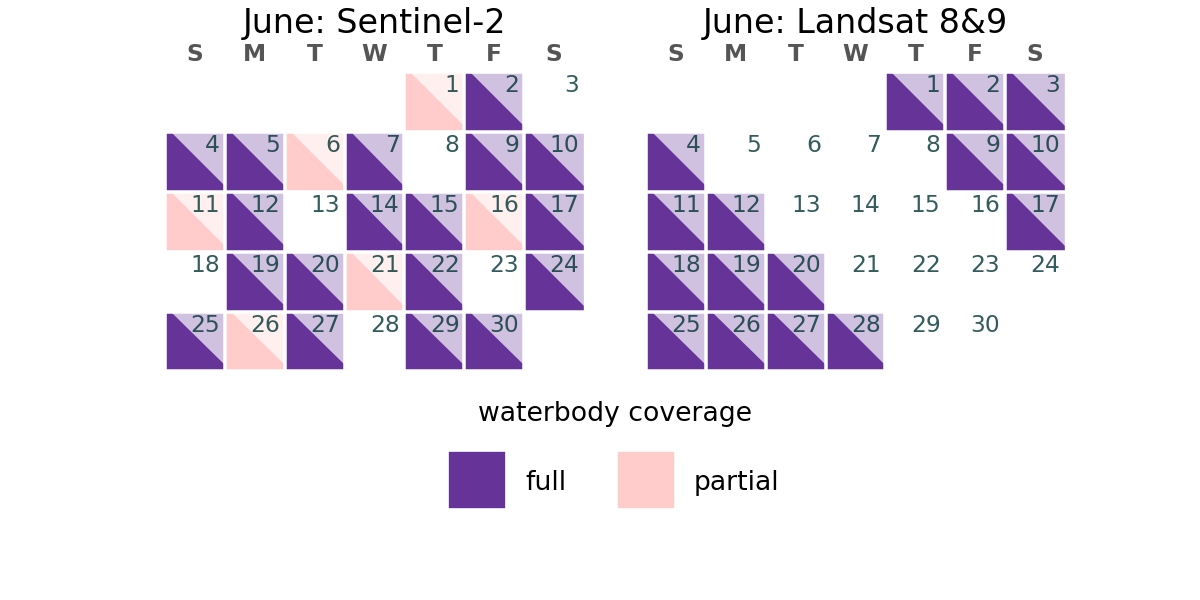 June: Sentinel-2
S M T W T F S
1 2 3
4 5 6 7 8 9 10
11 12 13 14 15 16 17
18 19 20 21 22 23 24
25 26 27 28 29 30
June: Landsat 8&9
S M T W T F S
1 2 3
4 5 6 7 8 9 10
11 12 13 14 15 16 17
18 19 20 21 22 23 24
25 26 27 28 29 30
waterbody coverage
full partial